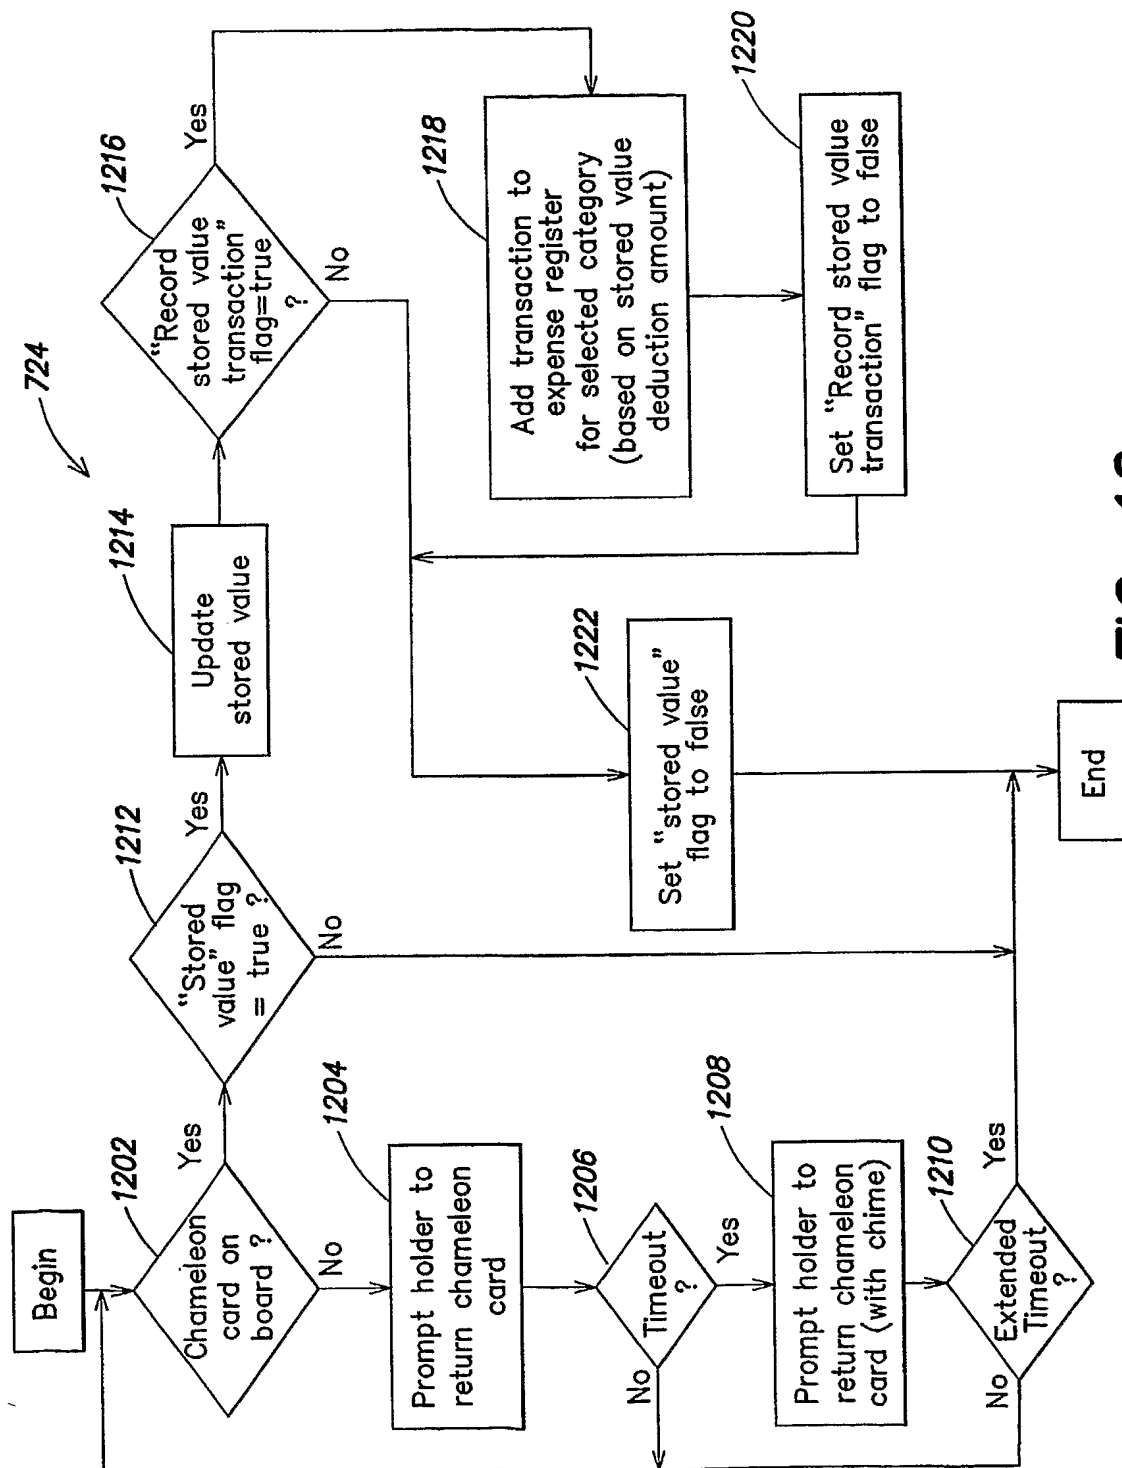 724
Begin
1202
Chameleon
card on
board ?
Yes
No
1204
Prompt holder to
return chameleon
card
1206
Timeout
?
No
Yes
1208
Prompt holder to
return chameleon
card (with chime)
1210
Extended
Timeout
?
No
Yes
1212
“Stored
value” flag
= true ?
Yes
No
1214
Update
stored value
1216
“Record
stored value
transaction”
flag=true
?
Yes
No
1218
Add transaction to
expense register
for selected category
(based on stored value
deduction amount)
1220
Set “Record stored value
transaction” flag to false
1222
Set “stored value”
flag to false
End